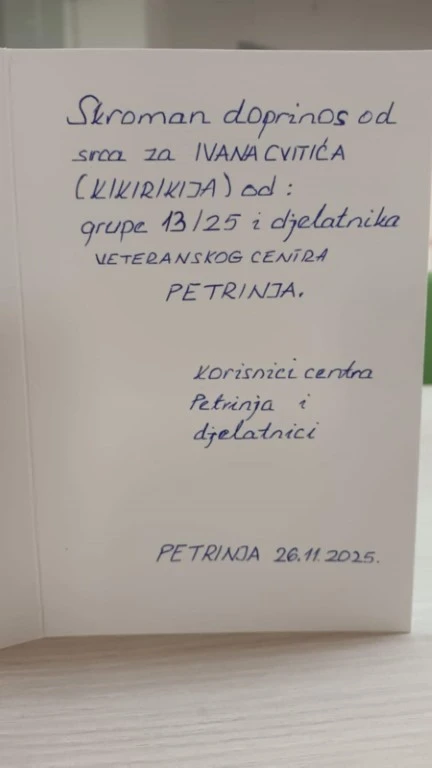 Skroman doprinos od
srca za IVANA CVITIĆA
(KIKIRIKIJA) od:
grupe 13/25 i djelatnika
VETERANSKOG CENTRA
PETRINJA.
Korisnici centra
Petrinja i
djelatnici
PETRINJA 26.11.2025.